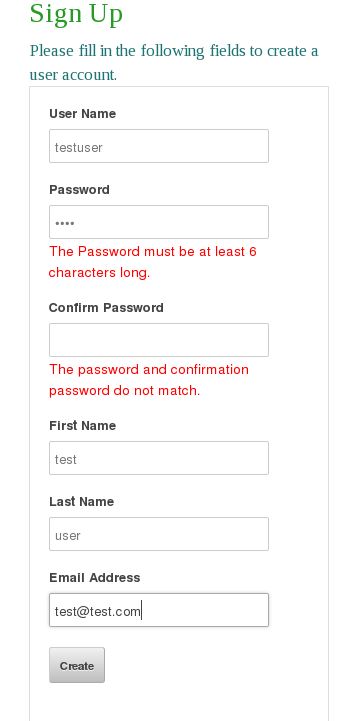 Sign Up
Please fill in the following fields to create a
user account.
User Name
testuser
Password
••••
The Password must be at least 6
characters long.
Confirm Password
The password and confirmation
password do not match.
First Name
test
Last Name
user
Email Address
test@test.com
Create